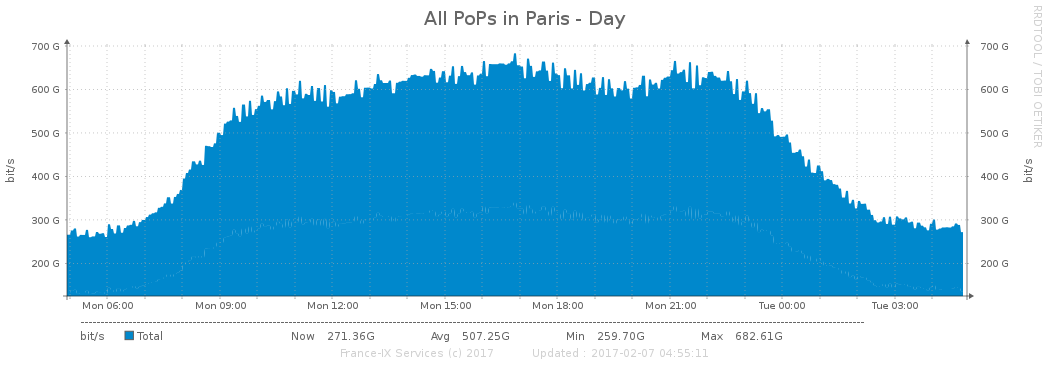 All PoPs in Paris - Day
RRDTOOL / TOBI OETIKER
700 G 700 G
600 G 600 G
500 G 500 G
400 G 400 G
300 G 300 G
200 G 200 G
bit/s bit/s
Mon 06:00 Mon 09:00 Mon 12:00 Mon 15:00 Mon 18:00 Mon 21:00 Tue 00:00 Tue 03:00
bit/s Total Now 271.36G Avg 507.25G Min 259.70G Max 682.61G
France-IX Services (c) 2017 Updated : 2017-02-07 04:55:11